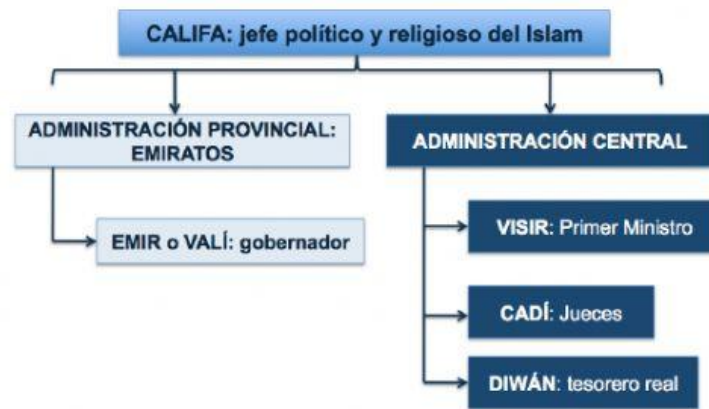 CALIFA: jefe político y religioso del Islam
ADMINISTRACIÓN PROVINCIAL:
EMIRATOS
ADMINISTRACIÓN CENTRAL
EMIR o VALÍ: gobernador
VISIR: Primer Ministro
CADÍ: Jueces
DIWÁN: tesorero real